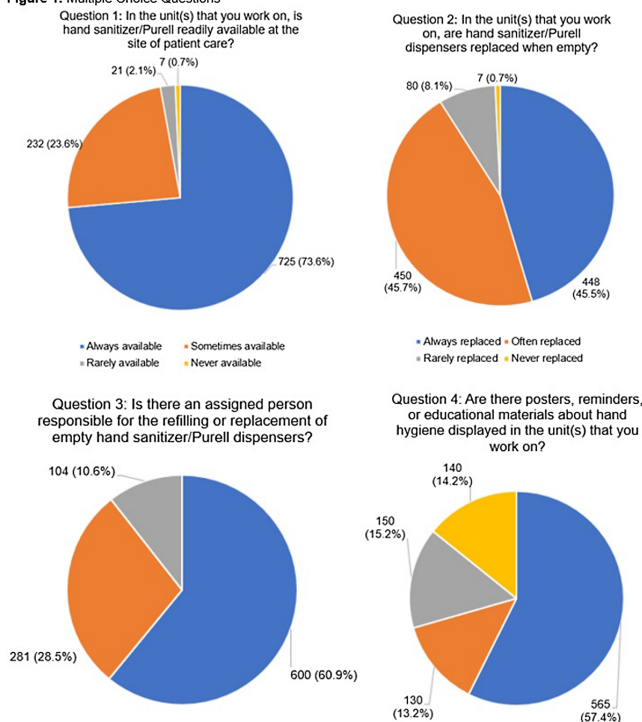 Figure 1. Multiple Choice Questions
Question 1: In the unit(s) that you work on, is
hand sanitizer/Purell readily available at the
site of patient care?
7 (0.7%)
21 (2.1%)
232 (23.6%)
725 (73.6%)
Always available
Sometimes available
Rarely available
Never available
Question 2: In the unit(s) that you work
on, are hand sanitizer/Purell
dispensers replaced when empty?
7 (0.7%)
80 (8.1%)
450
(45.7%)
448
(45.5%)
Always replaced
Often replaced
Rarely replaced
Never replaced
Question 3: Is there an assigned person
responsible for the refilling or replacement of
empty hand sanitizer/Purell dispensers?
104 (10.6%)
281 (28.5%)
600 (60.9%)
Question 4: Are there posters, reminders,
or educational materials about hand
hygiene displayed in the unit(s) that you
work on?
140
(14.2%)
150
(15.2%)
130
(13.2%)
565
(57.4%)